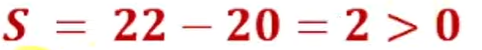 S = 22 − 20 = 2 > 0